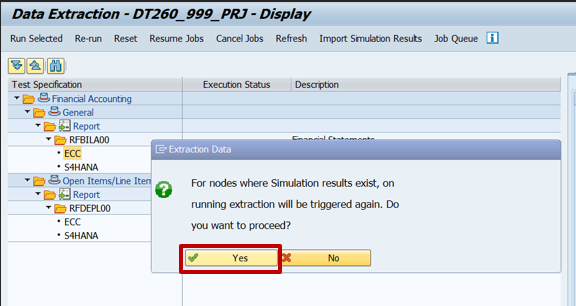 Data Extraction - DT260_999_PRJ - Display
Run Selected Re-run Reset Resume Jobs Cancel Jobs Refresh Import Simulation Results Job Queue
Test Specification Execution Status Description
Financial Accounting
General
Report
RFBILA00 Financial Statements
ECC
S4HANA
Open Items/Line Item
Report
RFDEPL00
ECC
S4HANA
Extraction Data
For nodes where Simulation results exist, on
running extraction will be triggered again. Do
you want to proceed?
Yes No